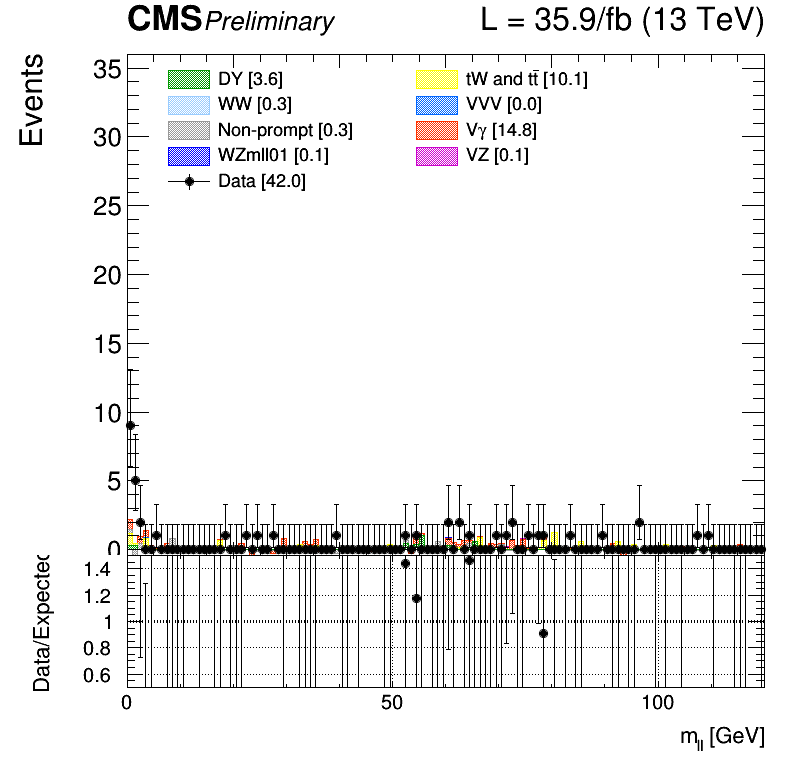 CMS Preliminary L = 35.9/fb (13 TeV)
Events
35
30
25
20
15
10
5
0
DY [3.6]
WW [0.3]
Non-prompt [0.3]
WZmll01 [0.1]
Data [42.0]
tW and tt̄ [10.1]
VVV [0.0]
Vγ [14.8]
VZ [0.1]
Data/Expected
1.4
1.2
1
0.8
0.6
0 50 100
m_ll [GeV]